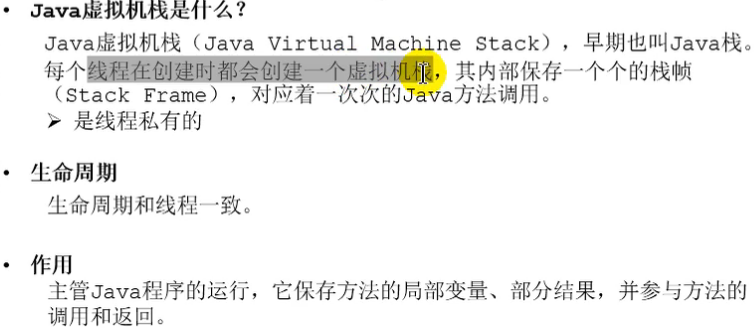 • Java虚拟机栈是什么？
Java虚拟机栈（Java Virtual Machine Stack），早期也叫Java栈。
每个线程在创建时都会创建一个虚拟机栈，其内部保存一个个的栈帧
（Stack Frame），对应着一次次的Java方法调用。
➢ 是线程私有的
• 生命周期
生命周期和线程一致。
• 作用
主管Java程序的运行，它保存方法的局部变量、部分结果，并参与方法的
调用和返回。